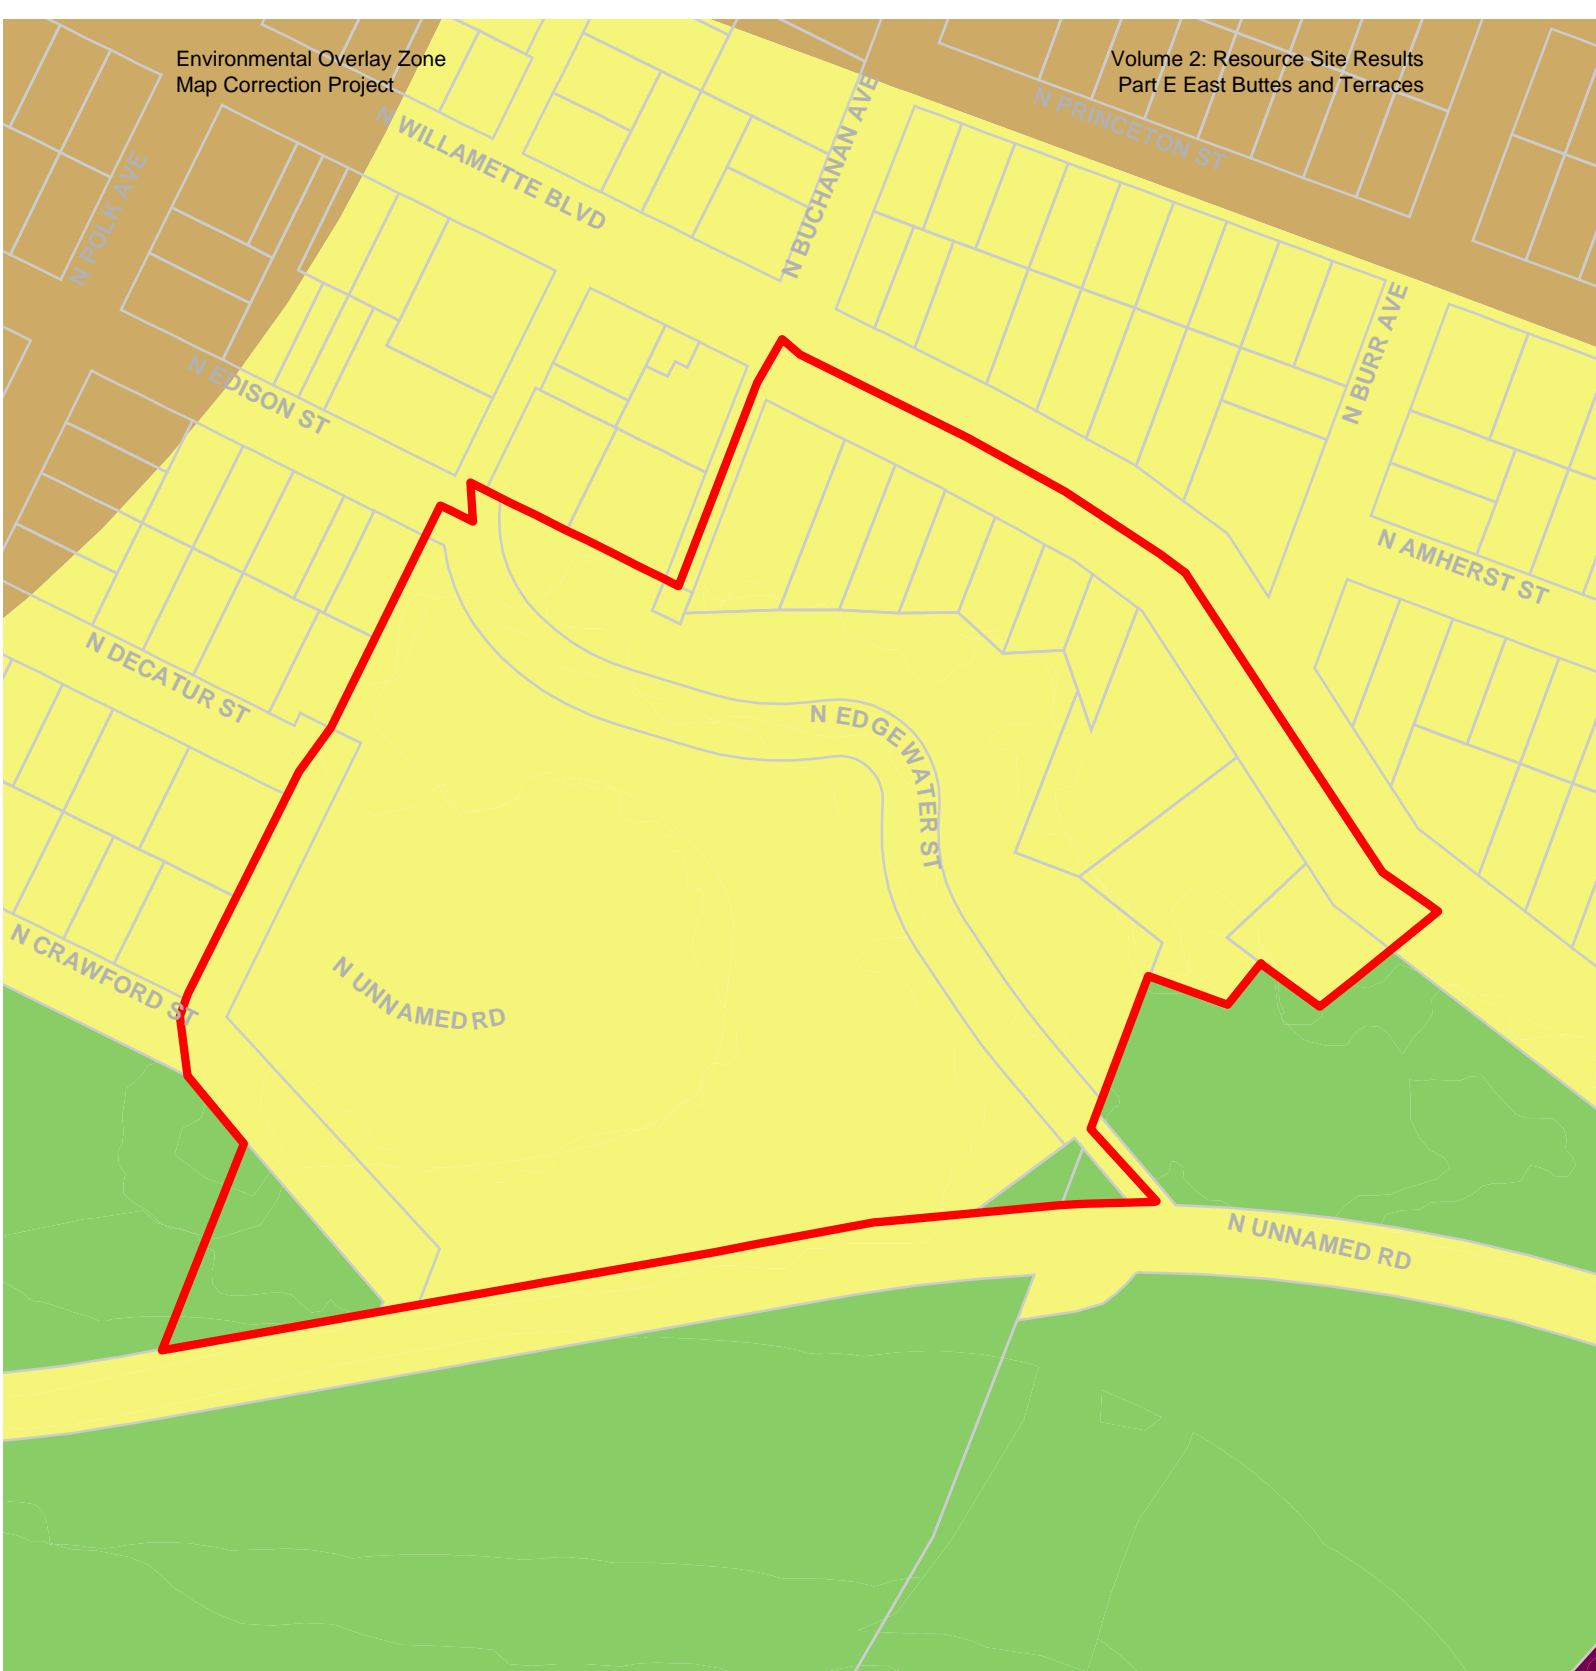 Environmental Overlay Zone
Map Correction Project
Volume 2: Resource Site Results
Part E East Buttes and Terraces
N PRINCETON ST
N WILLAMETTE BLVD
N POLK AVE
N BUCHANAN AVE
N BURR AVE
N EDISON ST
N AMHERST ST
N DECATUR ST
N EDGEWATER ST
N CRAWFORD ST
N UNNAMED RD
N UNNAMED RD